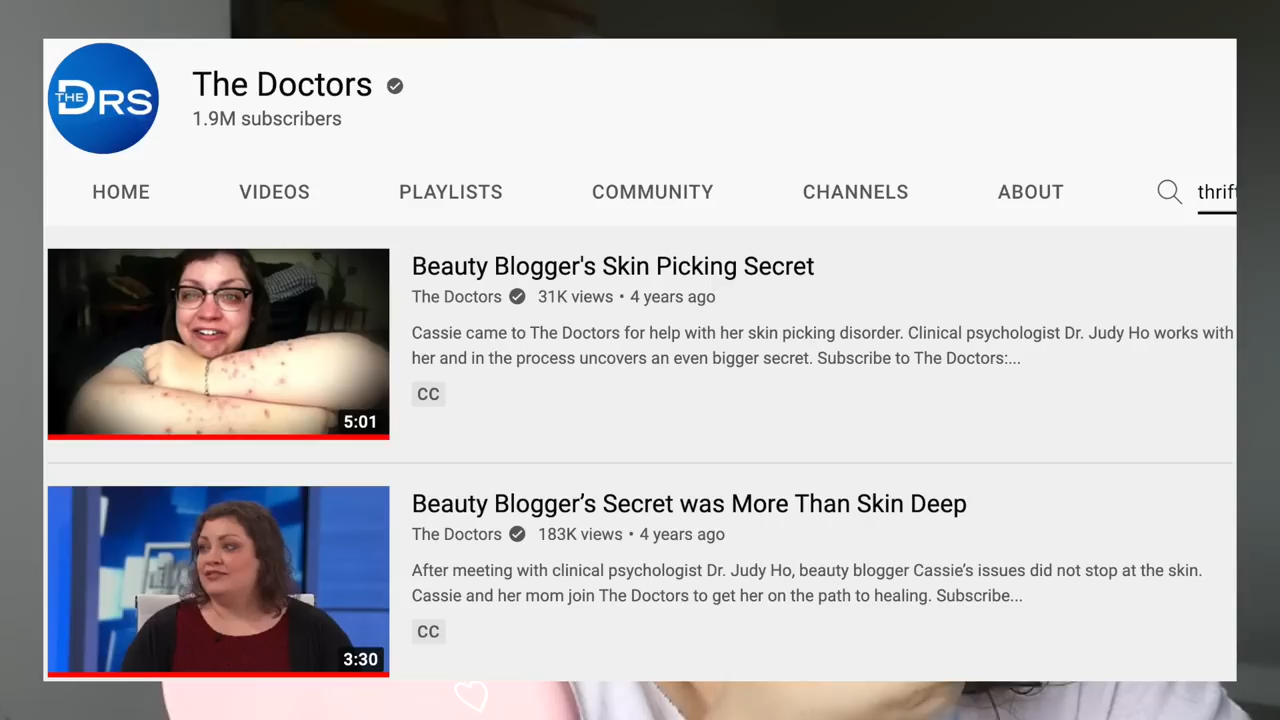 THE DRS
The Doctors
1.9M subscribers
HOME VIDEOS PLAYLISTS COMMUNITY CHANNELS ABOUT thrif
Beauty Blogger's Skin Picking Secret
The Doctors 31K views • 4 years ago
Cassie came to The Doctors for help with her skin picking disorder. Clinical psychologist Dr. Judy Ho works with
her and in the process uncovers an even bigger secret. Subscribe to The Doctors:...
CC
5:01
Beauty Blogger’s Secret was More Than Skin Deep
The Doctors 183K views • 4 years ago
After meeting with clinical psychologist Dr. Judy Ho, beauty blogger Cassie’s issues did not stop at the skin.
Cassie and her mom join The Doctors to get her on the path to healing. Subscribe...
CC
3:30